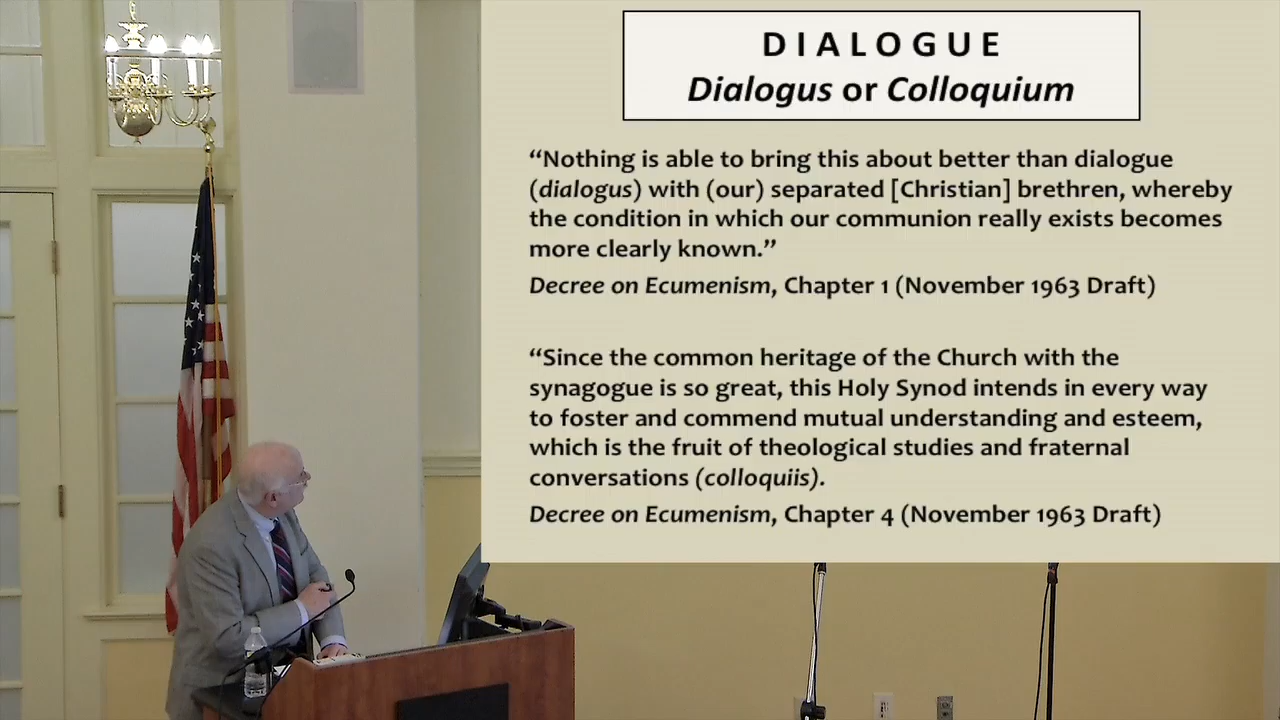 DIALOGUE
Dialogus or Colloquium
“Nothing is able to bring this about better than dialogue
(dialogus) with (our) separated [Christian] brethren, whereby
the condition in which our communion really exists becomes
more clearly known.”
Decree on Ecumenism, Chapter 1 (November 1963 Draft)
“Since the common heritage of the Church with the
synagogue is so great, this Holy Synod intends in every way
to foster and commend mutual understanding and esteem,
which is the fruit of theological studies and fraternal
conversations (colloquiis).
Decree on Ecumenism, Chapter 4 (November 1963 Draft)